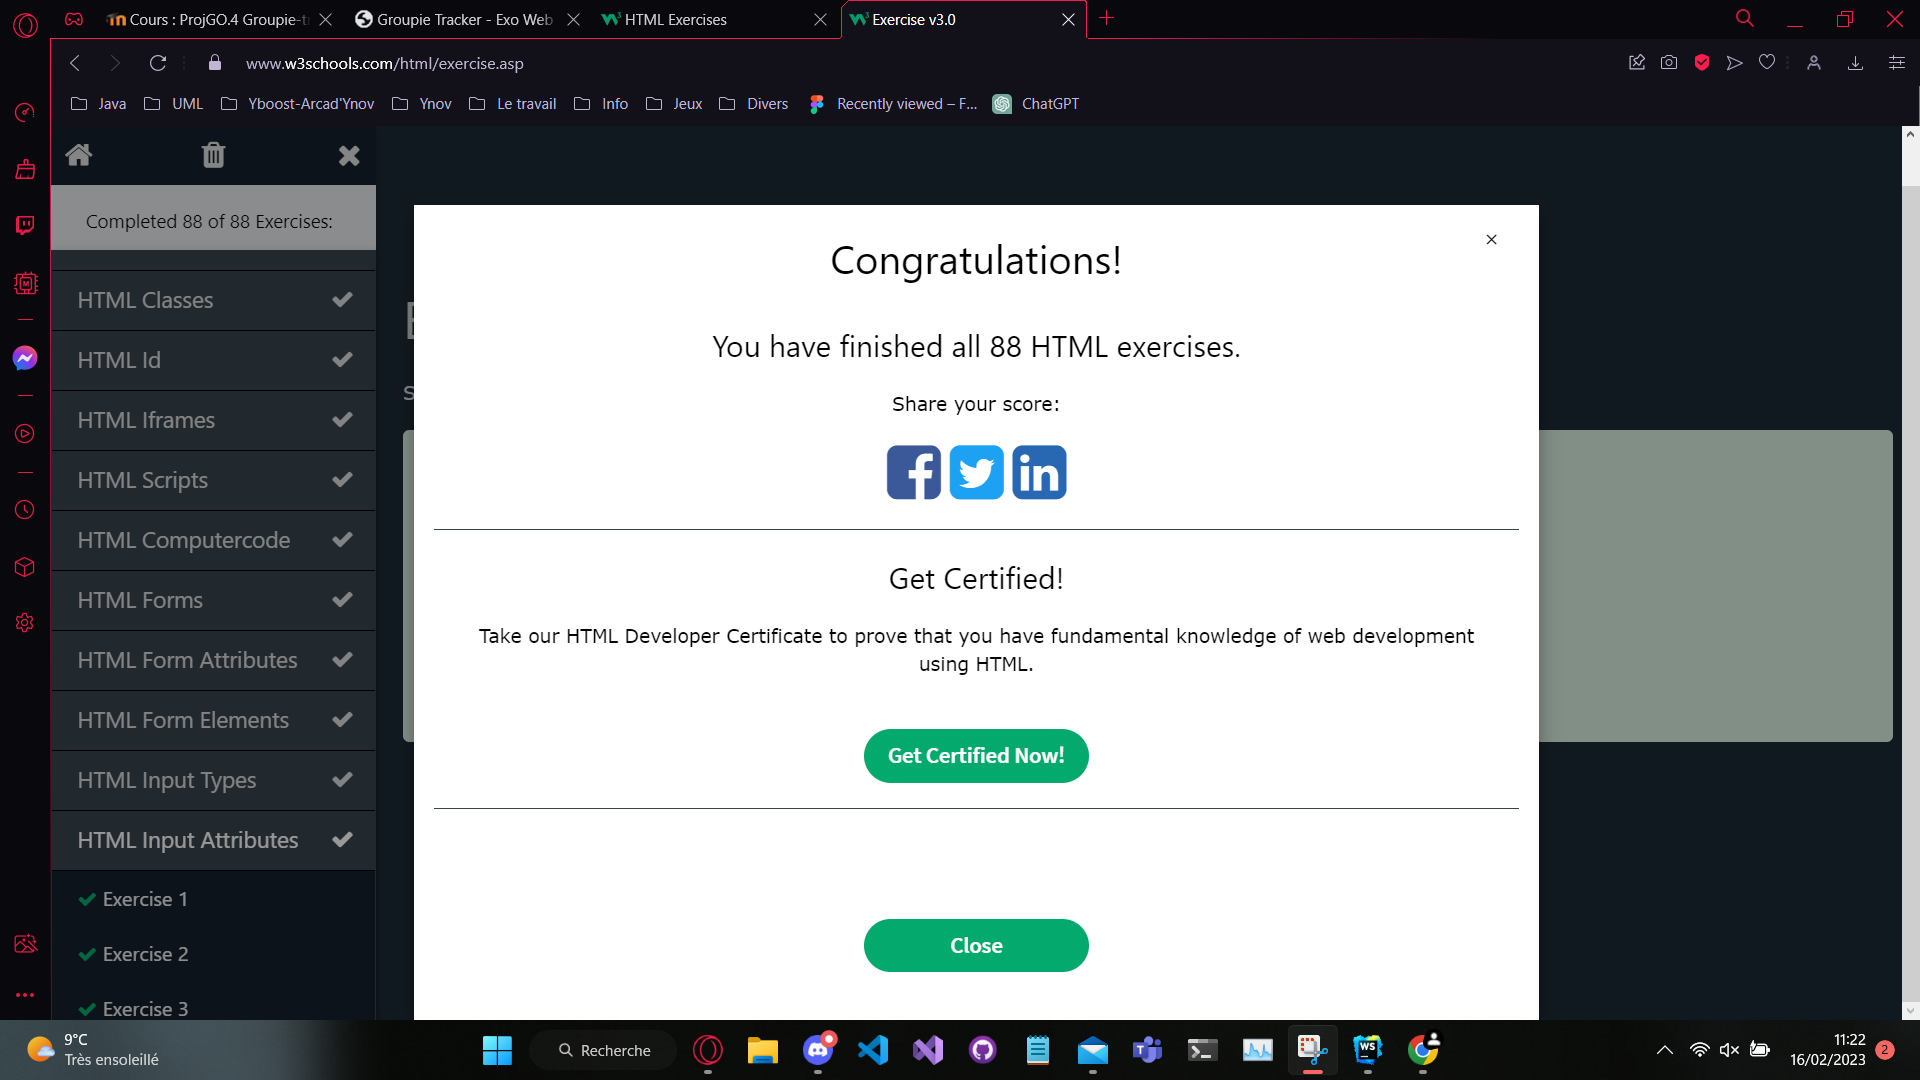 Cours : ProjGO.4 Groupie-tr
Groupie Tracker - Exo Web
HTML Exercises
Exercise v3.0
www.w3schools.com/html/exercise.asp
Java
UML
Yboost-Arcad'Ynov
Ynov
Le travail
Info
Jeux
Divers
Recently viewed – F...
ChatGPT
Completed 88 of 88 Exercises:
HTML Classes
HTML Id
HTML Iframes
HTML Scripts
HTML Computercode
HTML Forms
HTML Form Attributes
HTML Form Elements
HTML Input Types
HTML Input Attributes
Exercise 1
Exercise 2
Exercise 3
Congratulations!
You have finished all 88 HTML exercises.
Share your score:
Get Certified!
Take our HTML Developer Certificate to prove that you have fundamental knowledge of web development
using HTML.
Get Certified Now!
Close
9°C
Très ensoleillé
Recherche
11:22
16/02/2023
2